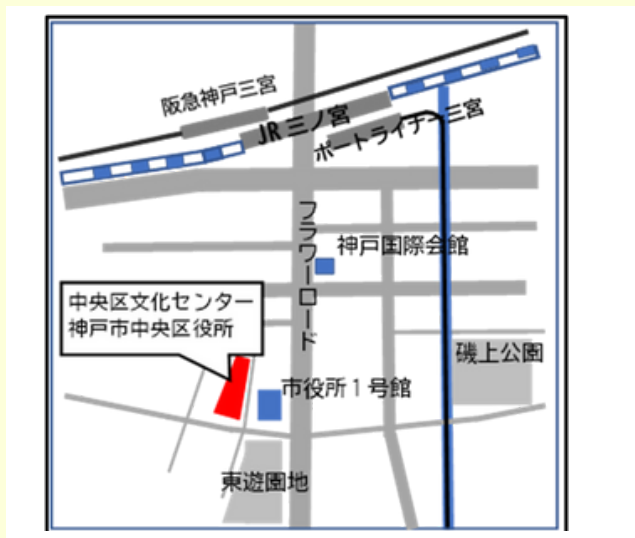 阪急神戸三宮
JR 三ノ宮
ポートライナー三宮
フラワーロード
神戸国際会館
中央区文化センター
神戸市中央区役所
磯上公園
市役所１号館
東遊園地